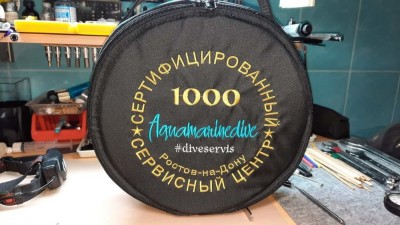 ★СЕРТИФИЦИРОВАННЫЙ★
1000
Aquamarinedive
#diveservis
Ростов-на-Дону
СЕРВИСНЫЙ ЦЕНТР